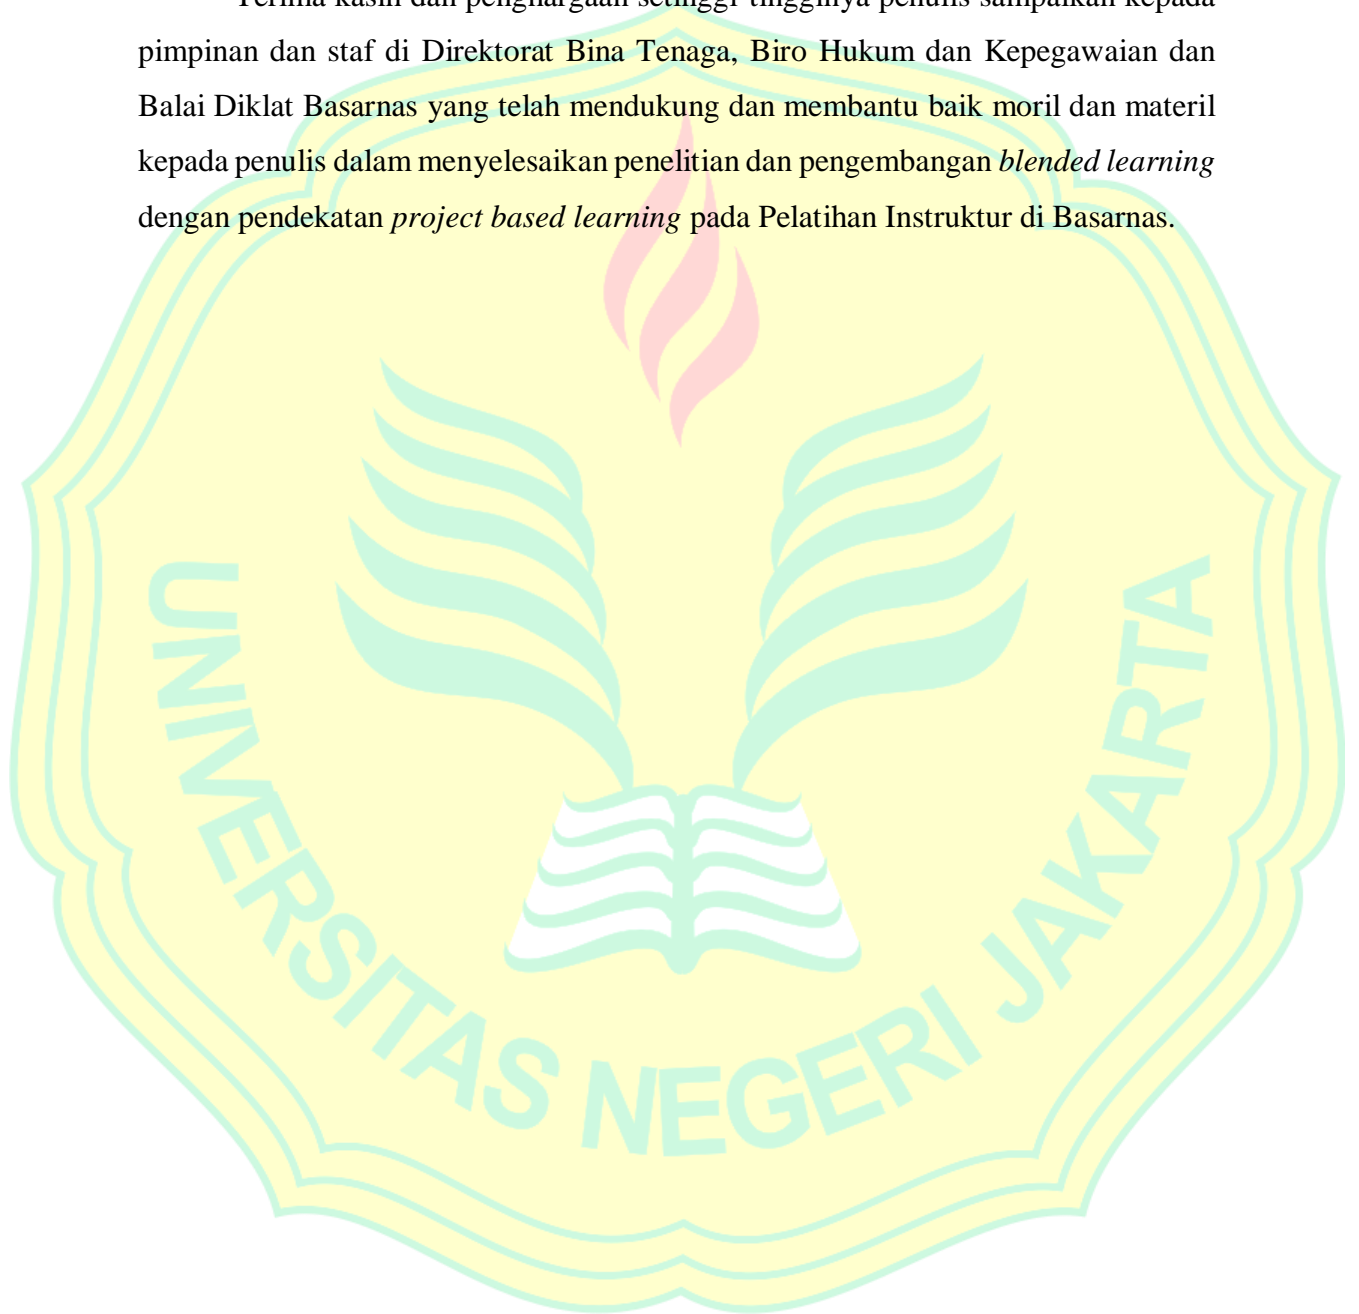 Terima kasih dan penghargaan setinggi-tingginya penulis sampaikan kepada
pimpinan dan staf di Direktorat Bina Tenaga, Biro Hukum dan Kepegawaian dan
Balai Diklat Basarnas yang telah mendukung dan membantu baik moril dan materil
kepada penulis dalam menyelesaikan penelitian dan pengembangan blended learning
dengan pendekatan project based learning pada Pelatihan Instruktur di Basarnas.
UNIVERSITAS NEGERI JAKARTA